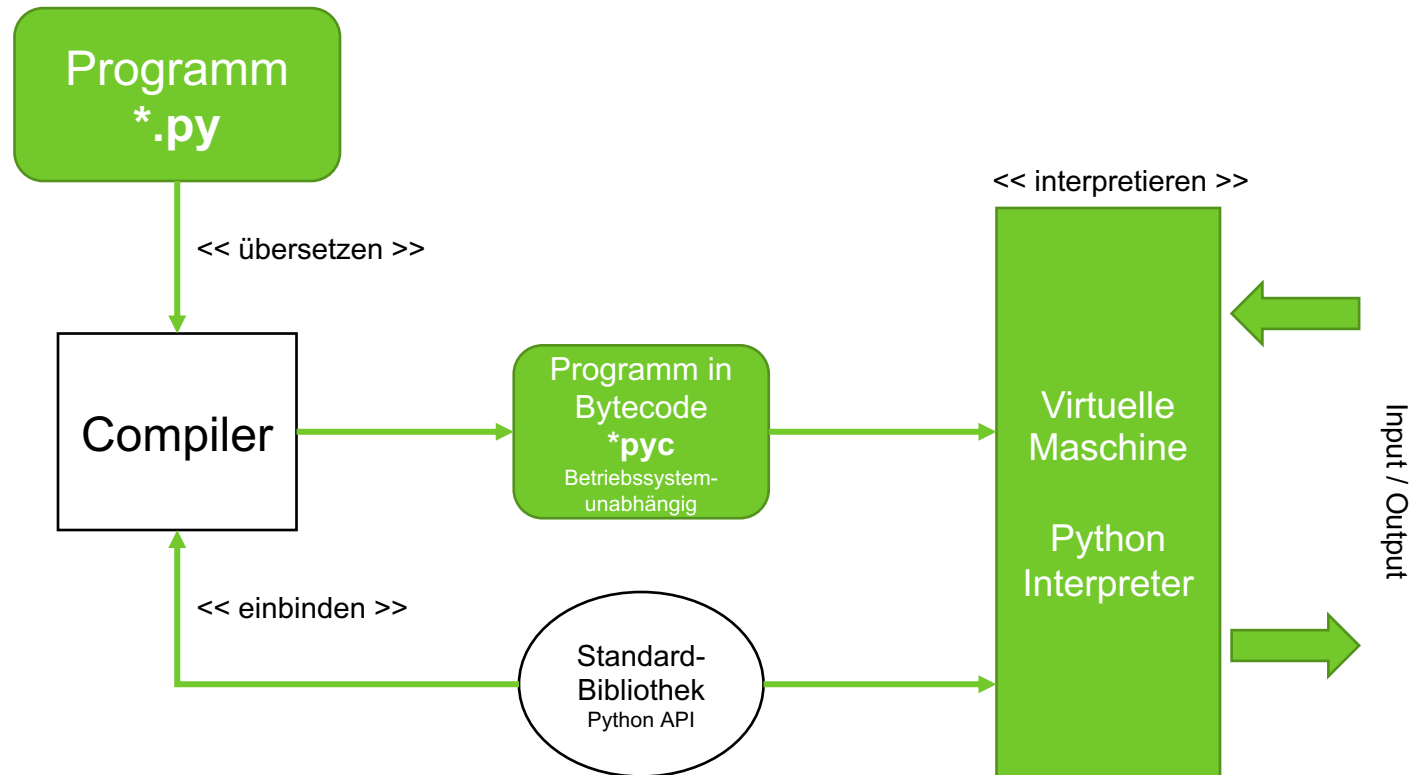 Programm
*.py
<< übersetzen >>
<< interpretieren >>
Compiler
Programm in
Bytecode
*pyc
Betriebssystem-
unabhängig
Virtuelle
Maschine
Python
Interpreter
Input / Output
<< einbinden >>
Standard-
Bibliothek
Python API